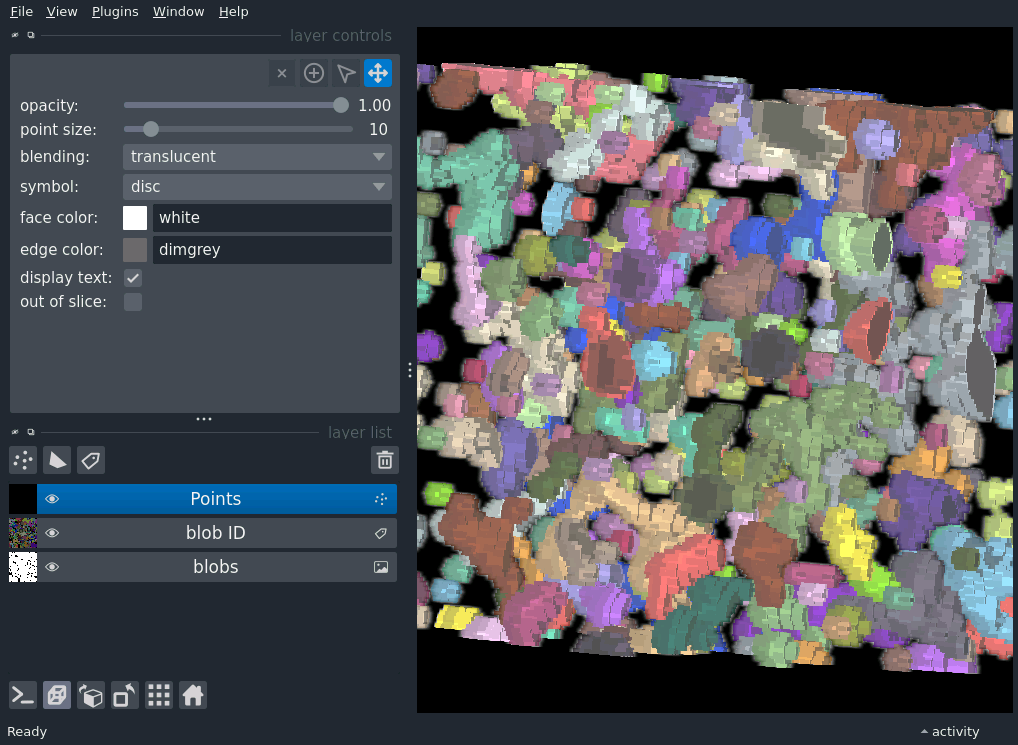 File View Plugins Window Help
layer controls
opacity: 1.00
point size: 10
blending: translucent
symbol: disc
face color: white
edge color: dimgrey
display text:
out of slice:
layer list
Points
blob ID
blobs
Ready activity